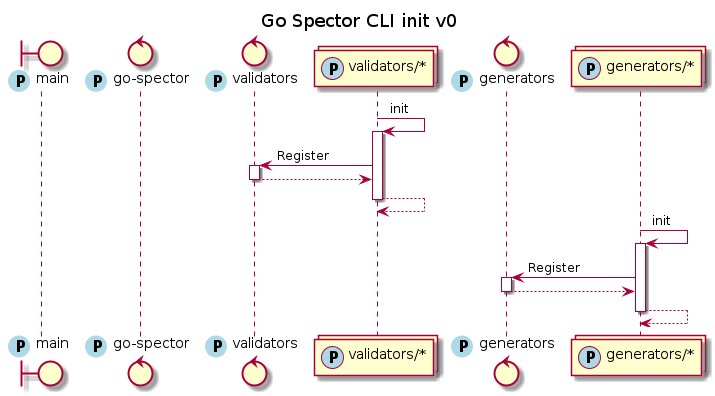 Go Spector CLI init v0
P main
P go-spector
P validators
P validators/*
P generators
P generators/*
init
Register
init
Register
P main
P go-spector
P validators
P validators/*
P generators
P generators/*